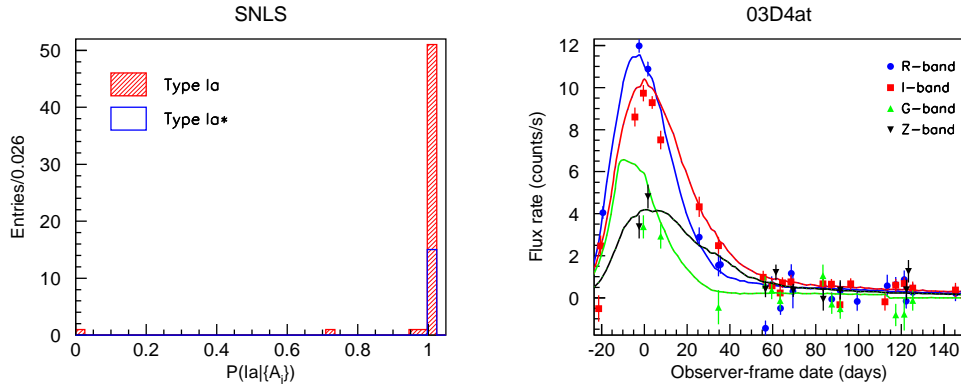 SNLS
50
40
30
20
10
0
Entries/0.026
Type Ia
Type Ia*
0 0.2 0.4 0.6 0.8 1
P(Ia|{A_i})
03D4at
12
10
8
6
4
2
0
Flux rate (counts/s)
R-band
I-band
G-band
Z-band
-20 0 20 40 60 80 100 120 140
Observer-frame date (days)